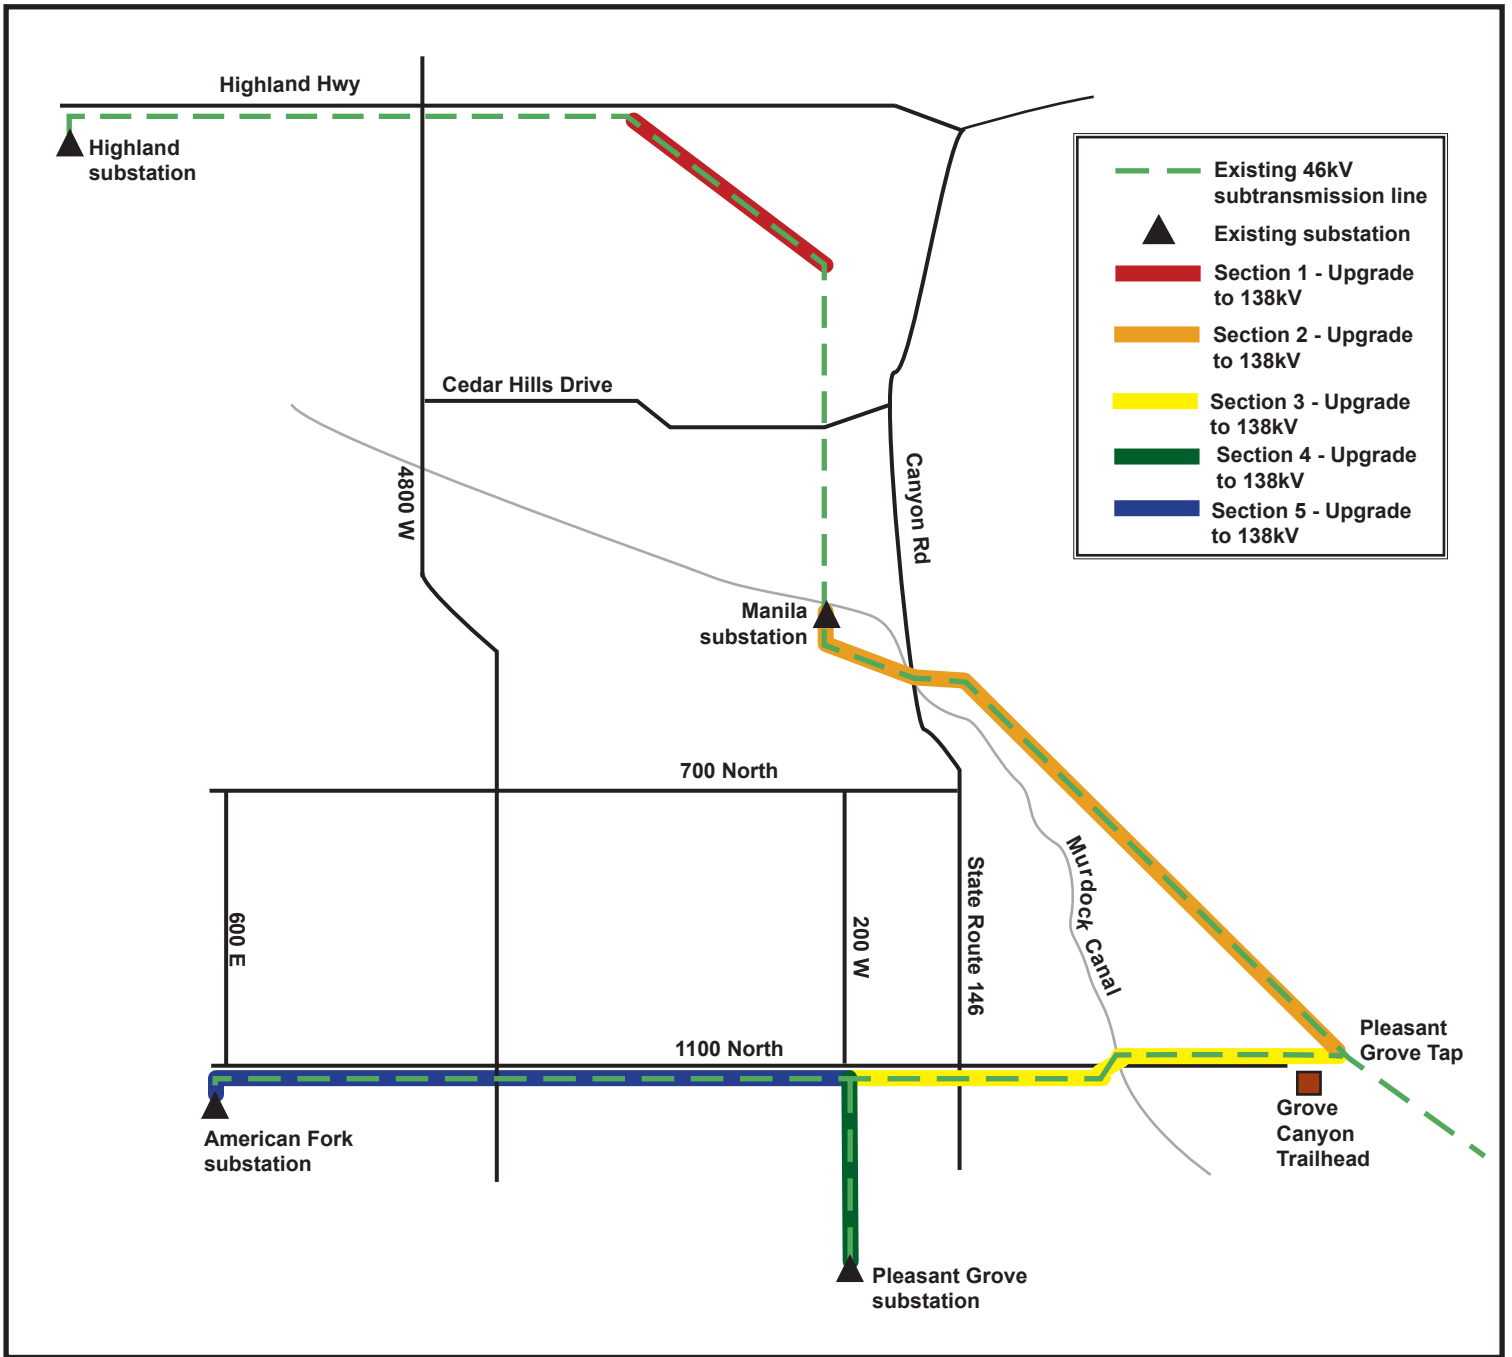 Highland Hwy
Highland
substation
Existing 46kV
subtransmission line
Existing substation
Section 1 - Upgrade
to 138kV
Section 2 - Upgrade
to 138kV
Section 3 - Upgrade
to 138kV
Section 4 - Upgrade
to 138kV
Section 5 - Upgrade
to 138kV
Cedar Hills Drive
4800 W
Canyon Rd
Manila
substation
700 North
Murdock Canal
State Route 146
600 E
200 W
1100 North
Pleasant
Grove Tap
Grove
Canyon
Trailhead
American Fork
substation
Pleasant Grove
substation